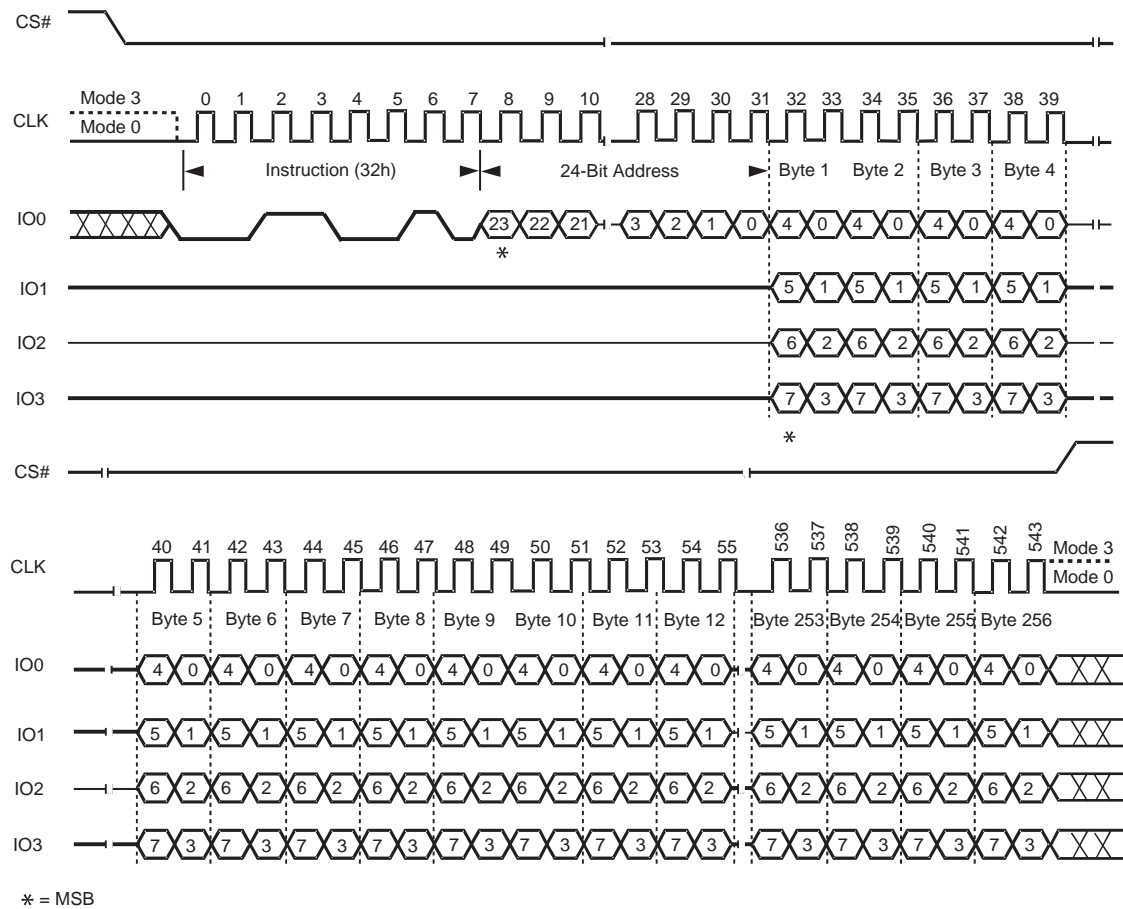 CS#
Mode 3
0 1 2 3 4 5 6 7 8 9 10 28 29 30 31 32 33 34 35 36 37 38 39
CLK
Mode 0
Instruction (32h) 24-Bit Address Byte 1 Byte 2 Byte 3 Byte 4
IO0 23 22 21 3 2 1 0 4 0 4 0 4 0 4 0
*
IO1 5 1 5 1 5 1 5 1
IO2 6 2 6 2 6 2 6 2
IO3 7 3 7 3 7 3 7 3
*
CS#
40 41 42 43 44 45 46 47 48 49 50 51 52 53 54 55 536 537 538 539 540 541 542 543 Mode 3
CLK
Mode 0
Byte 5 Byte 6 Byte 7 Byte 8 Byte 9 Byte 10 Byte 11 Byte 12 Byte 253 Byte 254 Byte 255 Byte 256
IO0 4 0 4 0 4 0 4 0 4 0 4 0 4 0 4 0 4 0 4 0 4 0 4 0
IO1 5 1 5 1 5 1 5 1 5 1 5 1 5 1 5 1 5 1 5 1 5 1 5 1
IO2 6 2 6 2 6 2 6 2 6 2 6 2 6 2 6 2 6 2 6 2 6 2 6 2
IO3 7 3 7 3 7 3 7 3 7 3 7 3 7 3 7 3 7 3 7 3 7 3 7 3
* = MSB